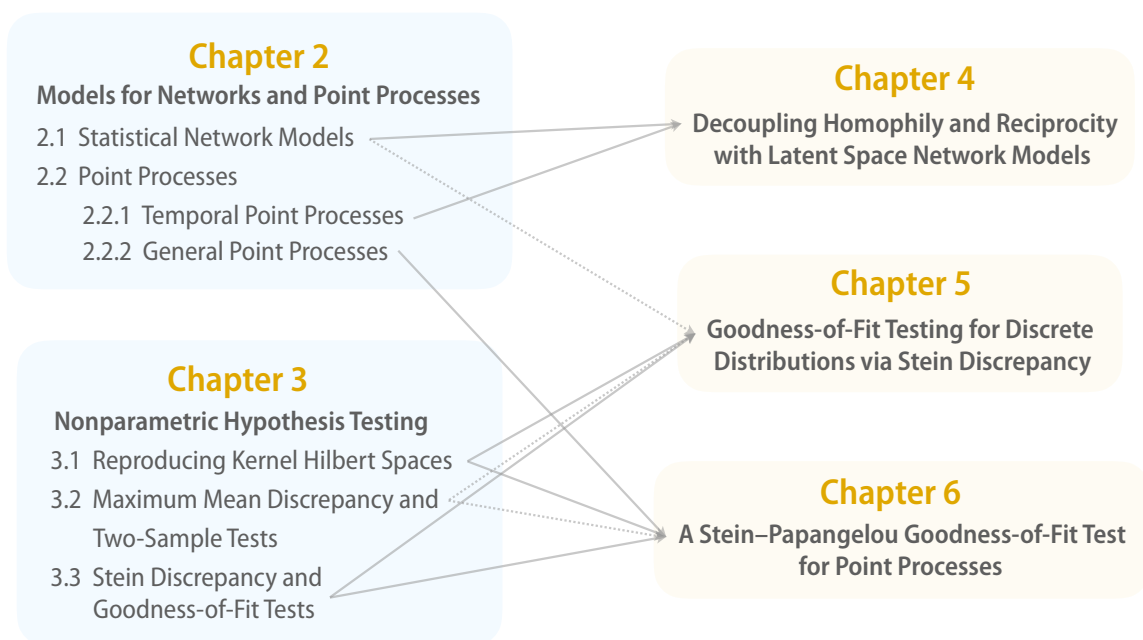 Chapter 2
Models for Networks and Point Processes
2.1 Statistical Network Models
2.2 Point Processes
2.2.1 Temporal Point Processes
2.2.2 General Point Processes
Chapter 3
Nonparametric Hypothesis Testing
3.1 Reproducing Kernel Hilbert Spaces
3.2 Maximum Mean Discrepancy and
Two-Sample Tests
3.3 Stein Discrepancy and
Goodness-of-Fit Tests
Chapter 4
Decoupling Homophily and Reciprocity
with Latent Space Network Models
Chapter 5
Goodness-of-Fit Testing for Discrete
Distributions via Stein Discrepancy
Chapter 6
A Stein–Papangelou Goodness-of-Fit Test
for Point Processes